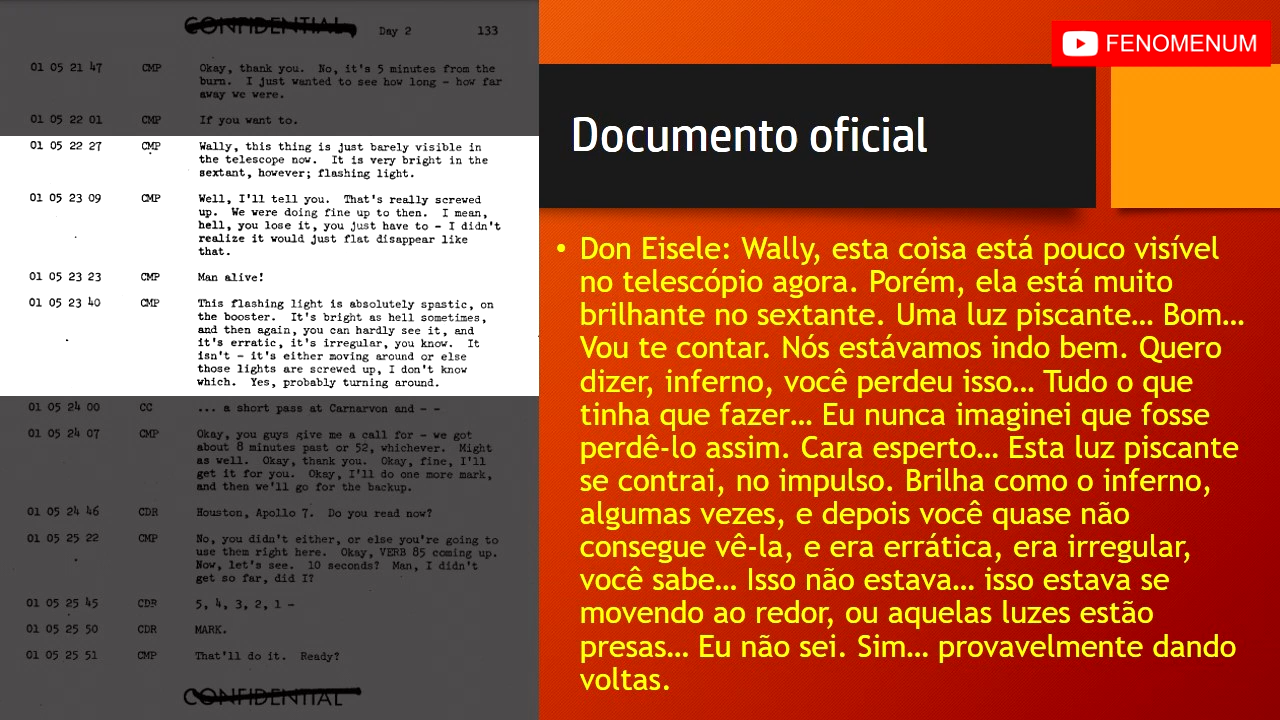 CONFIDENTIAL
Day 2 133
01 05 21 47 CMP Okay, thank you. No, it's 5 minutes from the
burn. I just wanted to see how long - how far
away we were.
01 05 22 01 CMP If you want to.
01 05 22 27 CMP Wally, this thing is just barely visible in
the telescope now. It is very bright in the
sextant, however; flashing light.
01 05 23 09 CMP Well, I'll tell you. That's really screwed
up. We were doing fine up to then. I mean,
hell, you lose it, you just have to - I didn't
realize it would just flat disappear like
that.
01 05 23 23 CMP Man alive!
01 05 23 40 CMP This flashing light is absolutely spastic, on
the booster. It's bright as hell sometimes,
and then again, you can hardly see it, and
it's erratic, it's irregular, you know. It
isn't - it's either moving around or else
those lights are screwed up, I don't know
which. Yes, probably turning around.
01 05 24 00 CC ... a short pass at Carnarvon and - -
01 05 24 07 CMP Okay, you guys give me a call for - we got
about 8 minutes past or 52, whichever. Might
as well. Okay, thank you. Okay, fine, I'll
get it for you. Okay, I'll do one more mark,
and then we'll go for the backup.
01 05 24 46 CDR Houston, Apollo 7. Do you read now?
01 05 25 22 CMP No, you didn't either, or else you're going to
use them right here. Okay, VERB 85 coming up.
Now, let's see. 10 seconds? Man, I didn't
get so far, did I?
01 05 25 45 CDR 5, 4, 3, 2, 1 -
01 05 25 50 CDR MARK.
01 05 25 51 CMP That'll do it. Ready?
CONFIDENTIAL
FENOMENUM
Documento oficial
• Don Eisele: Wally, esta coisa está pouco visível
no telescópio agora. Porém, ela está muito
brilhante no sextante. Uma luz piscante... Bom...
Vou te contar. Nós estávamos indo bem. Quero
dizer, inferno, você perdeu isso... Tudo o que
tinha que fazer... Eu nunca imaginei que fosse
perdê-lo assim. Cara esperto... Esta luz piscante
se contrai, no impulso. Brilha como o inferno,
algumas vezes, e depois você quase não
consegue vê-la, e era errática, era irregular,
você sabe... Isso não estava... isso estava se
movendo ao redor, ou aquelas luzes estão
presas... Eu não sei. Sim... provavelmente dando
voltas.